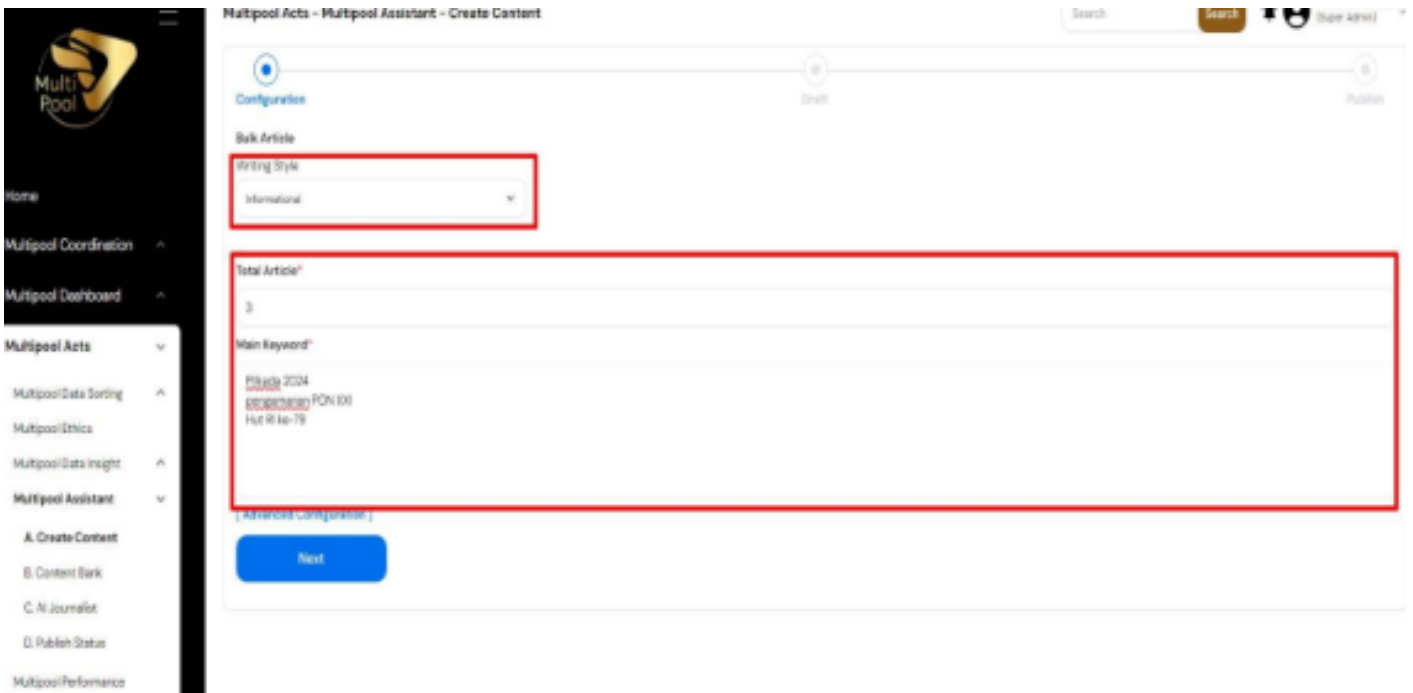 Multi
Pool
Home
Multipool Coordination
Multipool Dashboard
Multipool Acts
Multipool Data Sorting
Multipool Ethics
Multipool Data Insight
Multipool Assistant
A. Create Content
B. Content Bank
C. AI Journalist
D. Publish Status
Multipool Performance
Multipool Acts - Multipool Assistant - Create Content
Search
Search
(Super Admin)
Configuration
Draft
Publish
Bulk Article
Writing Style
Informational
Total Article*
3
Main Keyword*
Pilkada 2024
pengamanan PON XXI
Hut RI ke-79
[ Advanced Configuration ]
Next